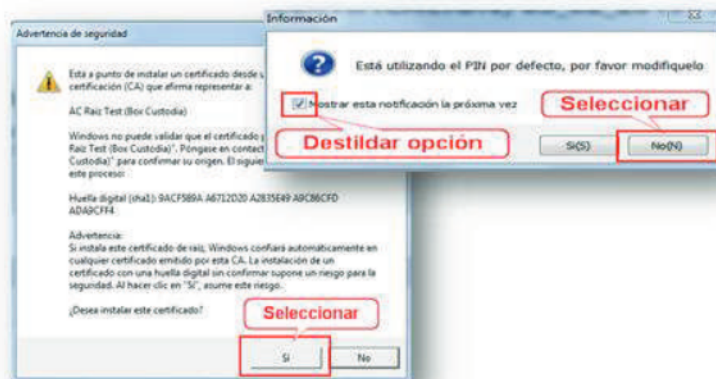 Advertencia de seguridad
Está a punto de instalar un certificado desde
certificación (CA) que afirma representar a:
AC Raiz Test (Box Custodia)
Windows no puede validar que el certificado
Raiz Test (Box Custodia)". Póngase en contact
Custodia)" para confirmar su origen. El siguien
este proceso:
Huella digital (sha1): 9ACF5B9A A6712D20 A2835E49 A9C86CFD
ADA9CFF4
Advertencia:
Si instala este certificado de raíz, Windows confiará automáticamente en
cualquier certificado emitido por esta CA. La instalación de un
certificado con una huella digital sin confirmar supone un riesgo para la
seguridad. Al hacer clic en "Sí", asume este riesgo.
¿Desea instalar este certificado?
Seleccionar
Sí
No
Información
Está utilizando el PIN por defecto, por favor modifiquelo
Mostrar esta notificación la próxima vez
Seleccionar
Destildar opción
Si(S)
No(N)